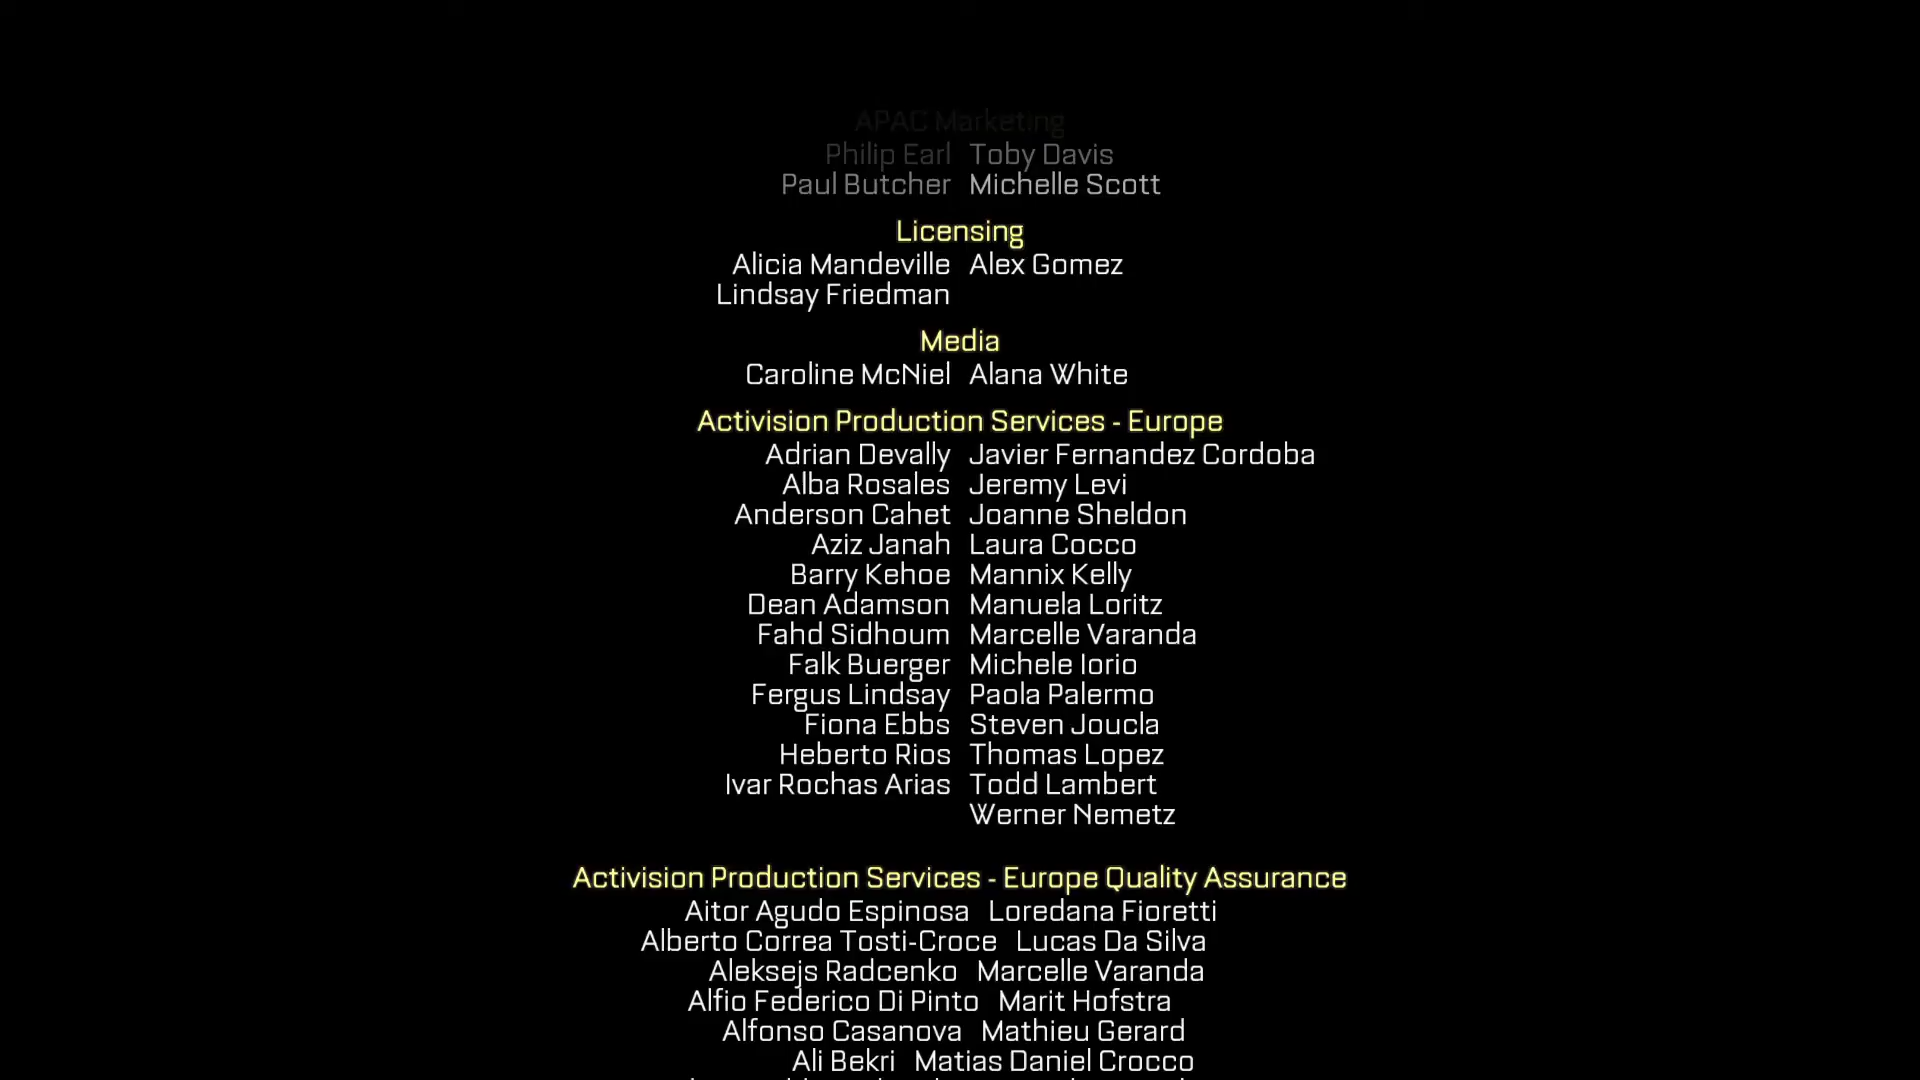 APAC Marketing
Philip Earl Toby Davis
Paul Butcher Michelle Scott
Licensing
Alicia Mandeville Alex Gomez
Lindsay Friedman
Media
Caroline McNiel Alana White
Activision Production Services - Europe
Adrian Devally Javier Fernandez Cordoba
Alba Rosales Jeremy Levi
Anderson Cahet Joanne Sheldon
Aziz Janah Laura Cocco
Barry Kehoe Mannix Kelly
Dean Adamson Manuela Loritz
Fahd Sidhoum Marcelle Varanda
Falk Buerger Michele Iorio
Fergus Lindsay Paola Palermo
Fiona Ebbs Steven Joucla
Heberto Rios Thomas Lopez
Ivar Rochas Arias Todd Lambert
Werner Nemetz
Activision Production Services - Europe Quality Assurance
Aitor Agudo Espinosa Loredana Fioretti
Alberto Correa Tosti-Croce Lucas Da Silva
Aleksejs Radcenko Marcelle Varanda
Alfio Federico Di Pinto Marit Hofstra
Alfonso Casanova Mathieu Gerard
Ali Bekri Matias Daniel Crocco